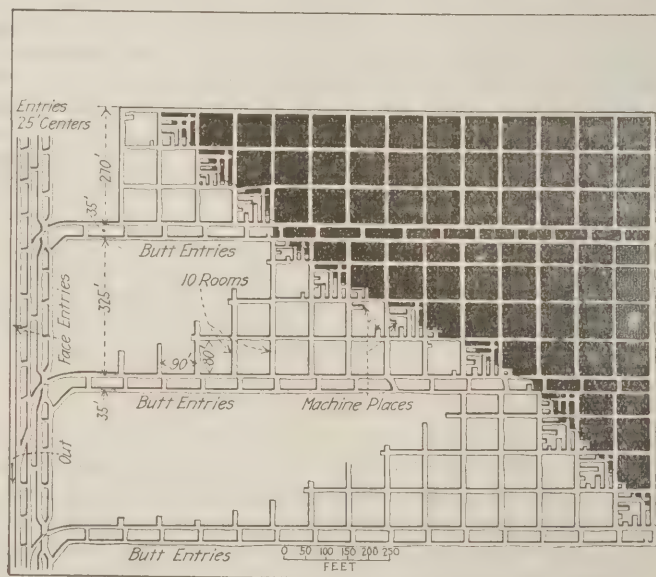 Entries
25' Centers
270'
35'
Butt Entries
10 Rooms
325'
Face Entries
90'
80'
35'
Butt Entries
Machine Places
Out
Butt Entries
0 50 100 150 200 250
FEET